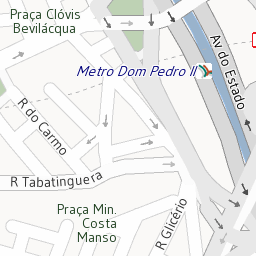 Praça Clóvis
Bevilácqua
Metro Dom Pedro II
Av do Estado
R do Carmo
R Tabatinguera
Praça Min.
Costa
Manso
R Glicério